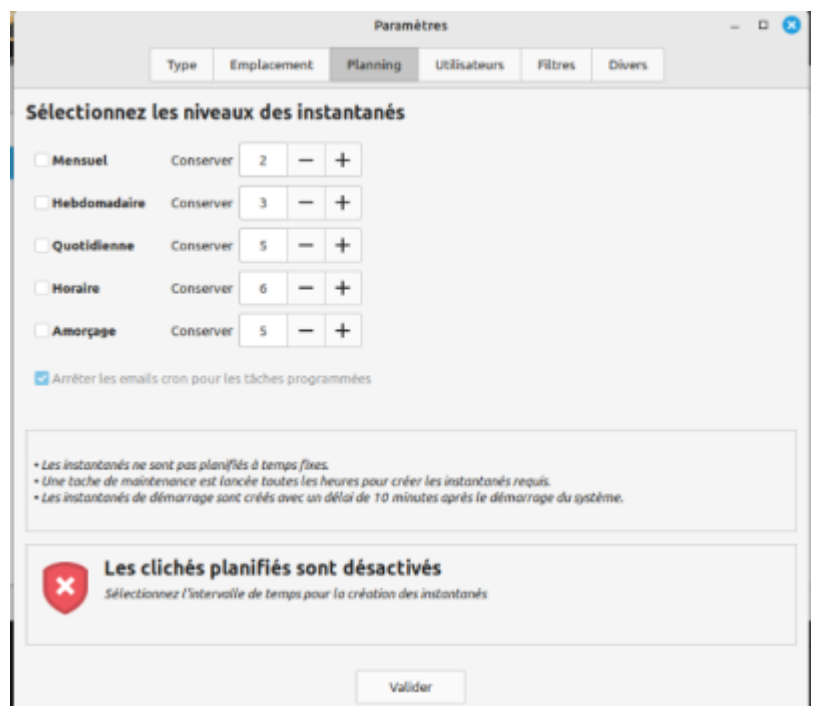 Paramètres
Type Emplacement Planning Utilisateurs Filtres Divers
Sélectionnez les niveaux des instantanés
Mensuel Conserver 2 − +
Hebdomadaire Conserver 3 − +
Quotidienne Conserver 5 − +
Horaire Conserver 6 − +
Amorçage Conserver 5 − +
Arrêter les emails cron pour les tâches programmées
• Les instantanés ne sont pas planifiés à temps fixes.
• Une tache de maintenance est lancée toutes les heures pour créer les instantanés requis.
• Les instantanés de démarrage sont créés avec un délai de 10 minutes après le démarrage du système.
Les clichés planifiés sont désactivés
Sélectionnez l'intervalle de temps pour la création des instantanés
Valider